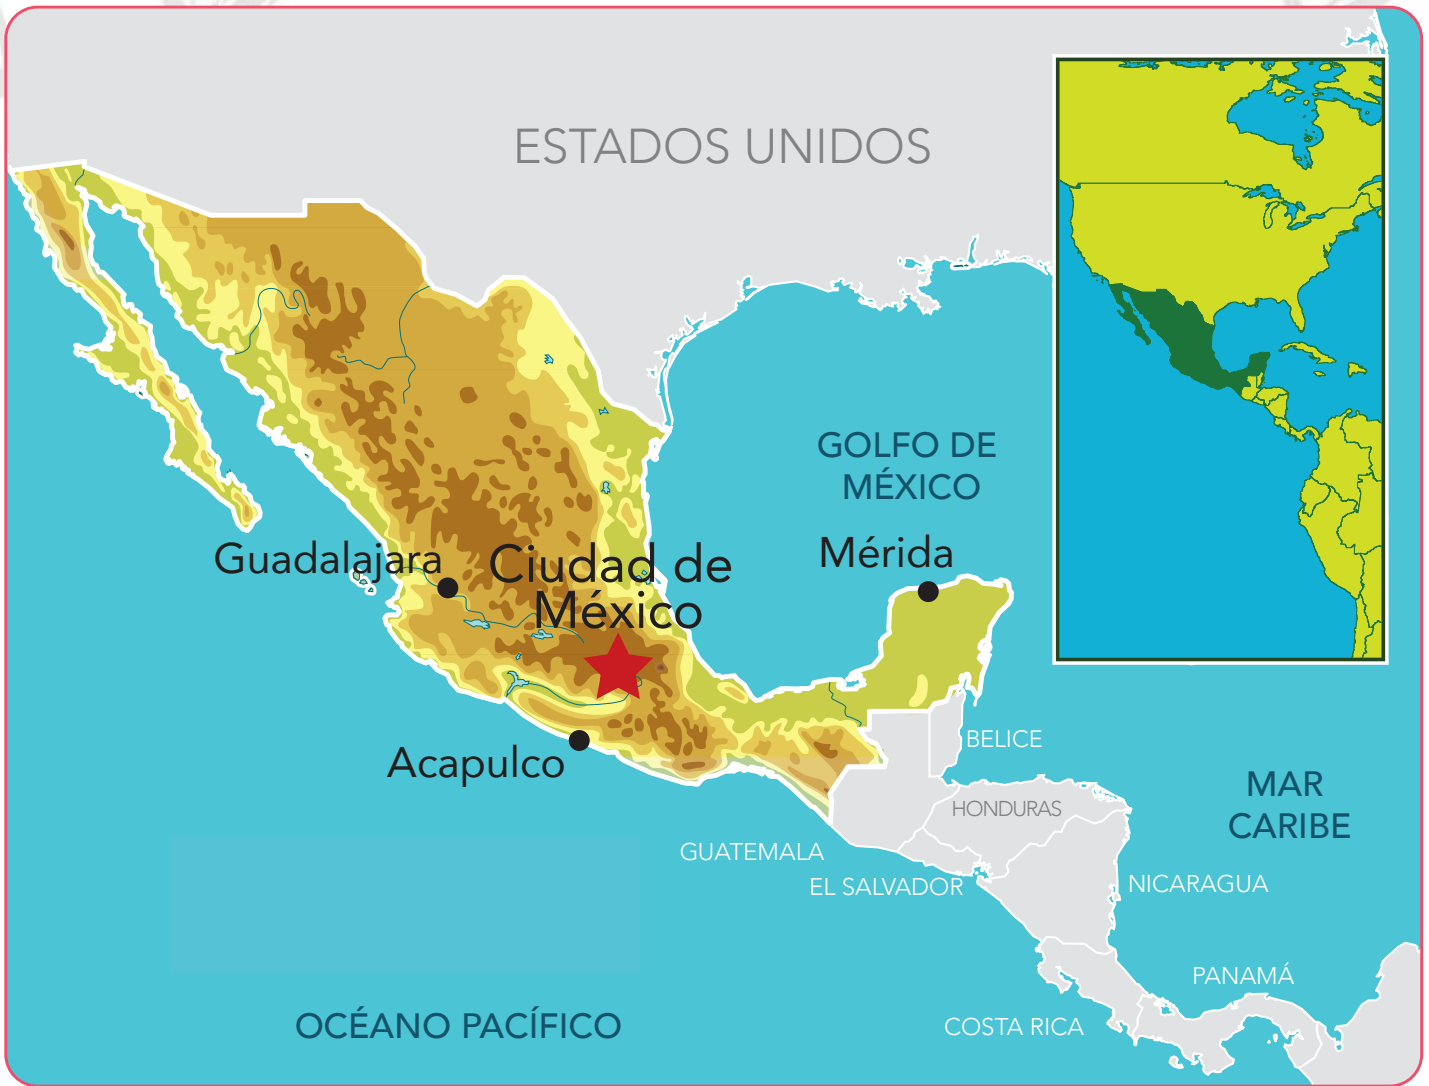 ESTADOS UNIDOS
GOLFO DE
MÉXICO
Guadalajara
Ciudad de
México
Mérida
Acapulco
BELICE
MAR
CARIBE
HONDURAS
GUATEMALA
EL SALVADOR
NICARAGUA
PANAMÁ
OCÉANO PACÍFICO
COSTA RICA